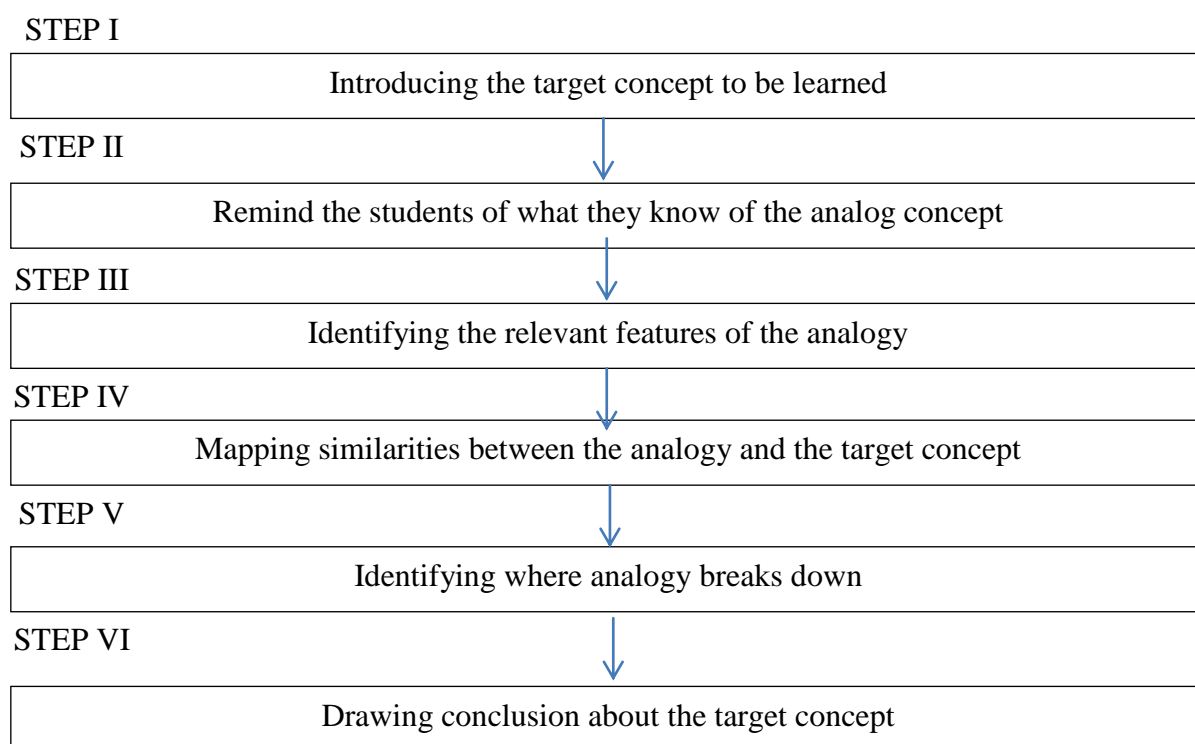 STEP I
Introducing the target concept to be learned
STEP II
Remind the students of what they know of the analog concept
STEP III
Identifying the relevant features of the analogy
STEP IV
Mapping similarities between the analogy and the target concept
STEP V
Identifying where analogy breaks down
STEP VI
Drawing conclusion about the target concept